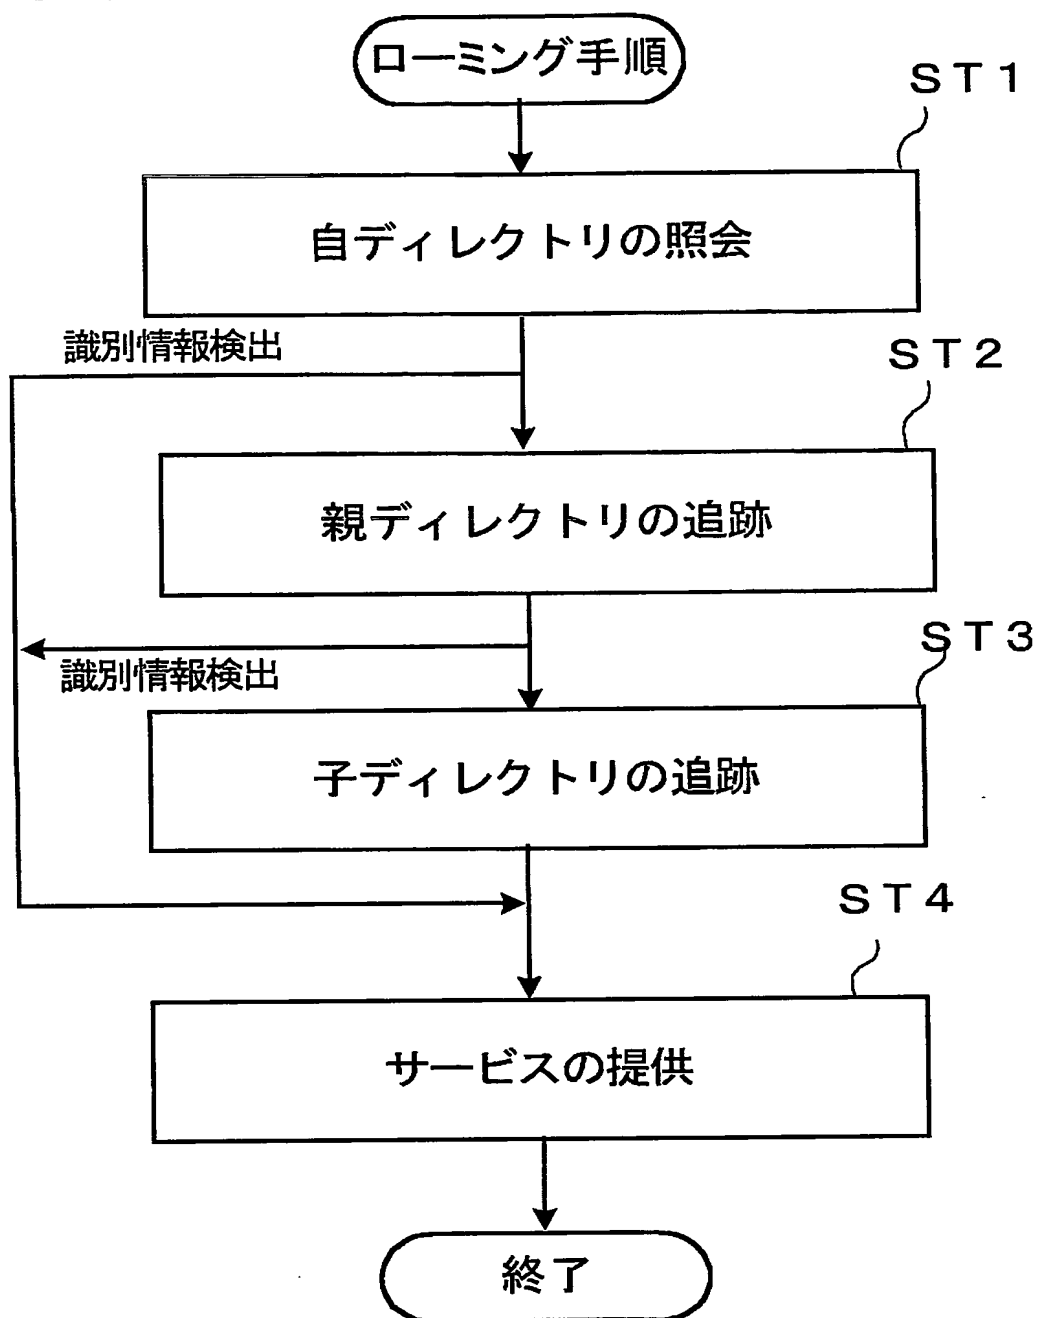 ローミング手順
ST1
自ディレクトリの照会
識別情報検出
ST2
親ディレクトリの追跡
ST3
識別情報検出
子ディレクトリの追跡
ST4
サービスの提供
終了